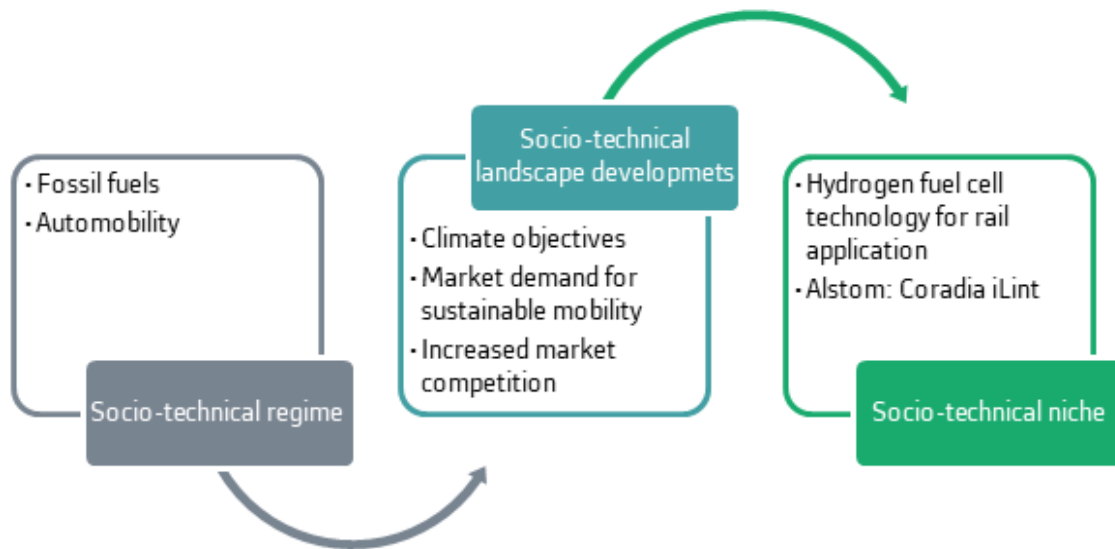 · Fossil fuels
· Automobility
Socio-technical regime
Socio-technical
landscape developmets
· Climate objectives
· Market demand for
sustainable mobility
· Increased market
competition
· Hydrogen fuel cell
technology for rail
application
· Alstom: Coradia iLint
Socio-technical niche